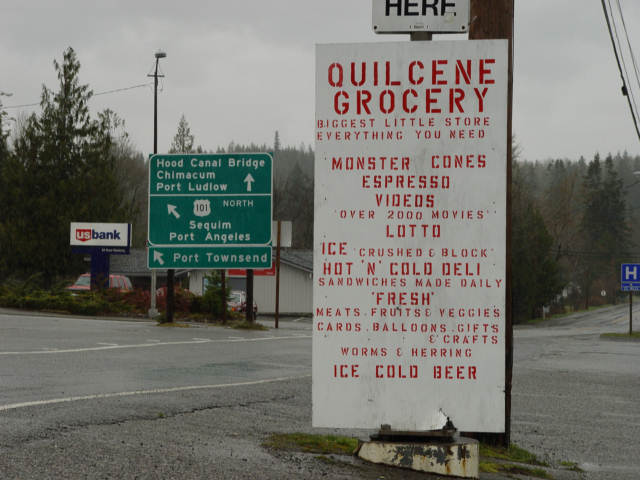 HERE
QUILCENE
GROCERY
BIGGEST LITTLE STORE
EVERYTHING YOU NEED
MONSTER CONES
ESPRESSO
VIDEOS
"OVER 2000 MOVIES"
LOTTO
ICE CRUSHED & BLOCK
HOT 'N' COLD DELI
SANDWICHES MADE DAILY
"FRESH"
MEATS, FRUITS & VEGGIES
CARDS, BALLOONS, GIFTS
& CRAFTS
WORMS & HERRING
ICE COLD BEER
Hood Canal Bridge
Chimacum
Port Ludlow
101 NORTH
Sequim
Port Angeles
Port Townsend
usbank
H